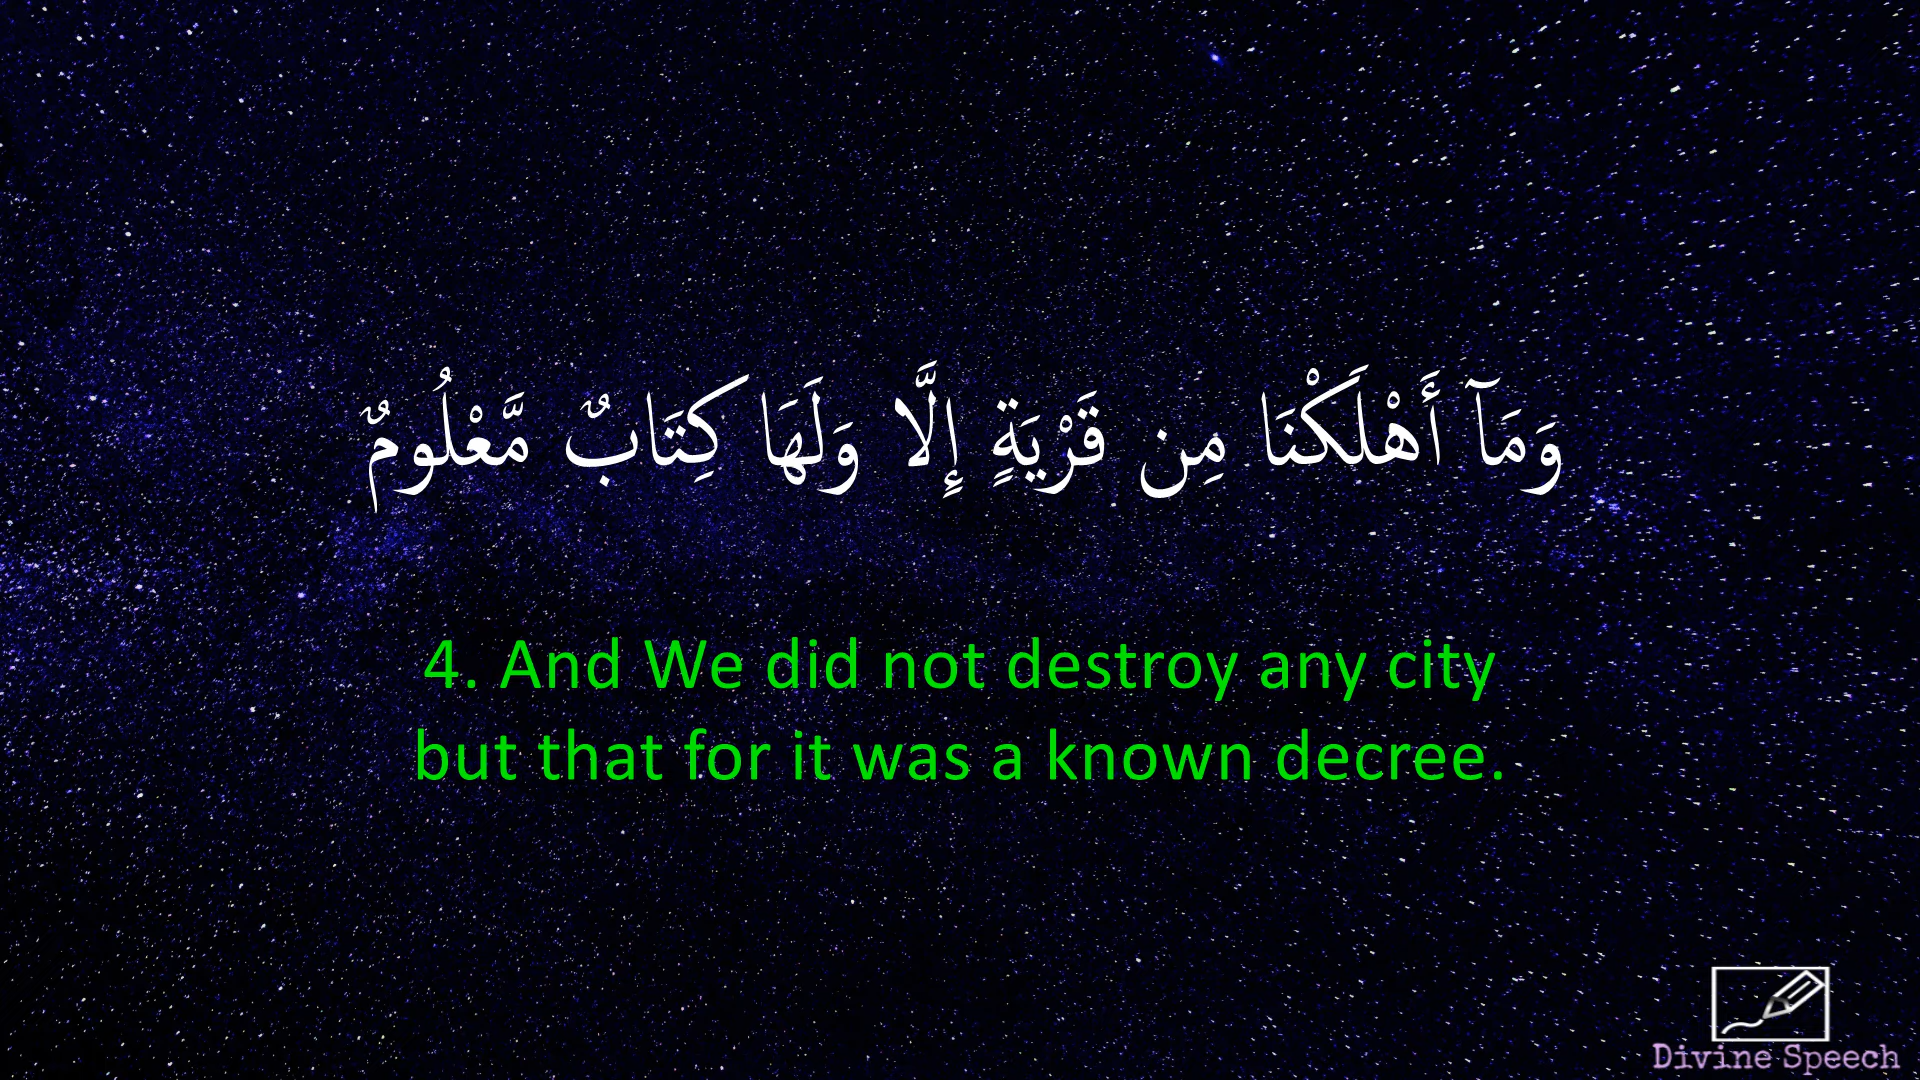 وَمَآ أَهْلَكْنَا مِن قَرْيَةٍ إِلَّا وَلَهَا كِتَابٌ مَّعْلُومٌ
4. And We did not destroy any city
but that for it was a known decree.
Divine Speech